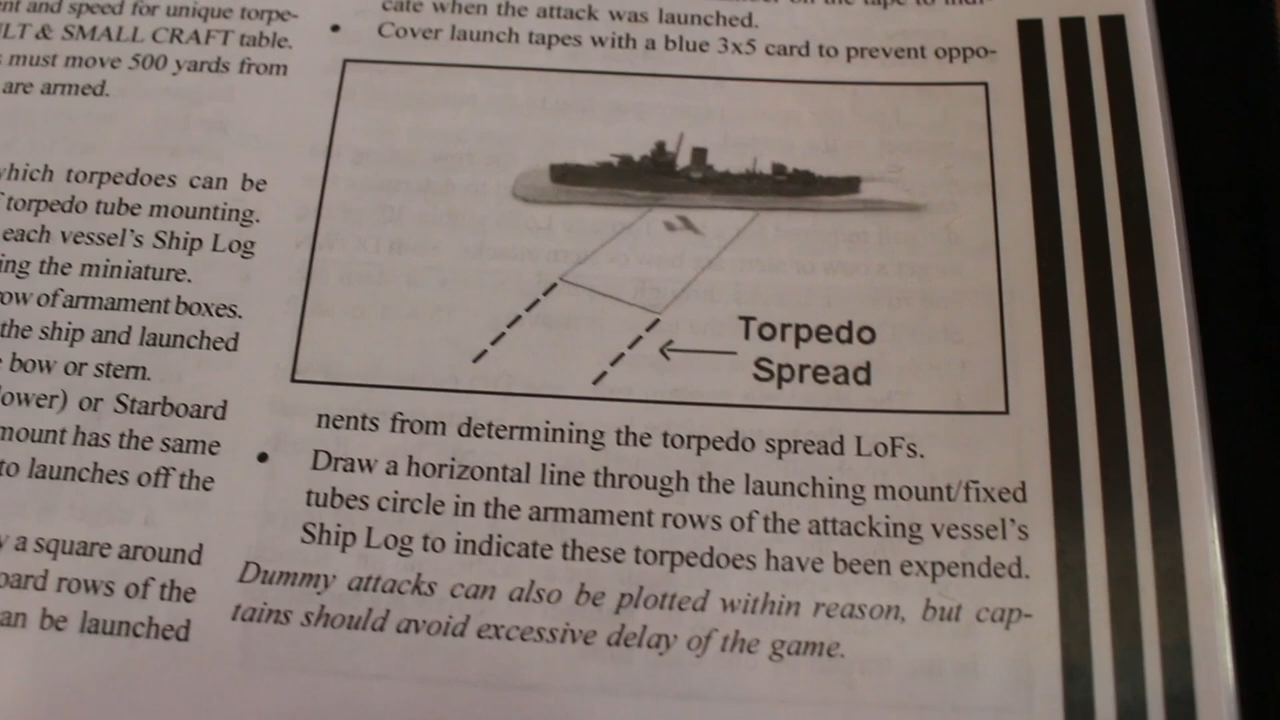 nt and speed for unique torpe-
LT & SMALL CRAFT table.
must move 500 yards from
are armed.
which torpedoes can be
torpedo tube mounting.
each vessel's Ship Log
ing the miniature.
ow of armament boxes.
the ship and launched
bow or stern.
ower) or Starboard
mount has the same
to launches off the
a square around
oard rows of the
an be launched
cate when the attack was launched.
• Cover launch tapes with a blue 3x5 card to prevent oppo-
Torpedo
Spread
nents from determining the torpedo spread LoFs.
• Draw a horizontal line through the launching mount/fixed
tubes circle in the armament rows of the attacking vessel's
Ship Log to indicate these torpedoes have been expended.
Dummy attacks can also be plotted within reason, but cap-
tains should avoid excessive delay of the game.